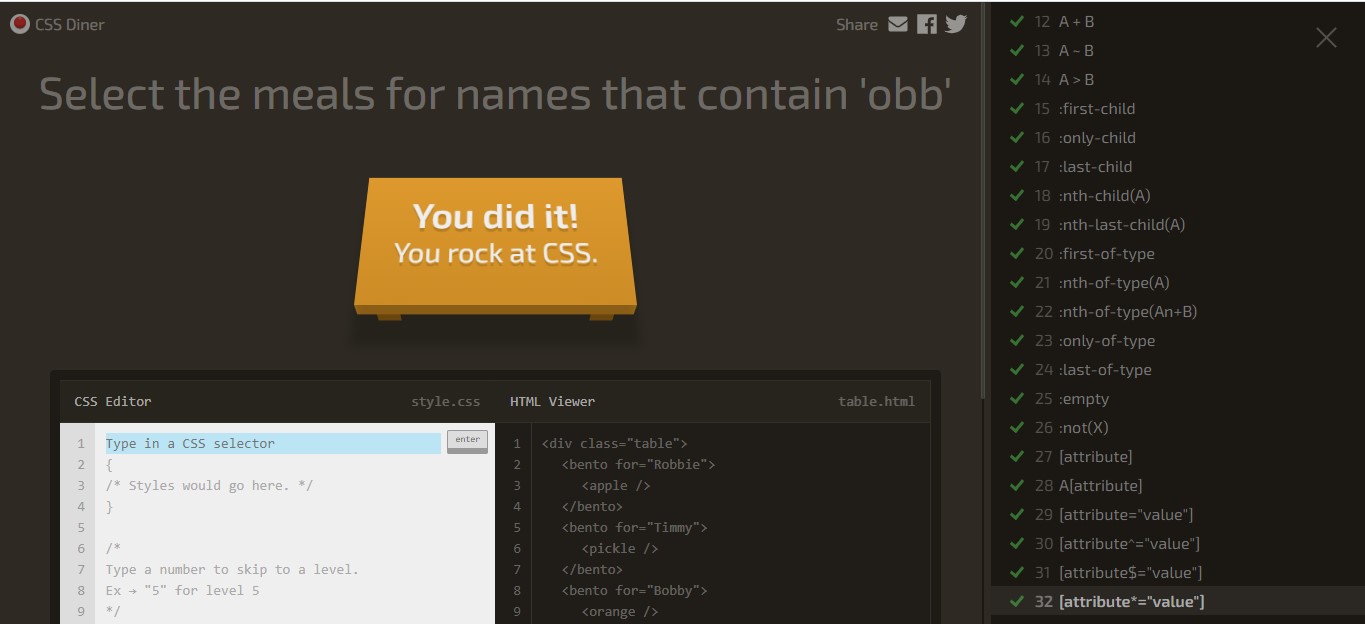 CSS Diner
Share
Select the meals for names that contain 'obb'
You did it!
You rock at CSS.
CSS Editor
style.css
HTML Viewer
table.html
1 Type in a CSS selector
enter
2 {
3 /* Styles would go here. */
4 }
5
6 /*
7 Type a number to skip to a level.
8 Ex → "5" for level 5
9 */
1 <div class="table">
2 <bento for="Robbie">
3 <apple />
4 </bento>
5 <bento for="Timmy">
6 <pickle />
7 </bento>
8 <bento for="Bobby">
9 <orange />
12 A + B
13 A ~ B
14 A > B
15 :first-child
16 :only-child
17 :last-child
18 :nth-child(A)
19 :nth-last-child(A)
20 :first-of-type
21 :nth-of-type(A)
22 :nth-of-type(An+B)
23 :only-of-type
24 :last-of-type
25 :empty
26 :not(X)
27 [attribute]
28 A[attribute]
29 [attribute="value"]
30 [attribute^="value"]
31 [attribute$="value"]
32 [attribute*="value"]